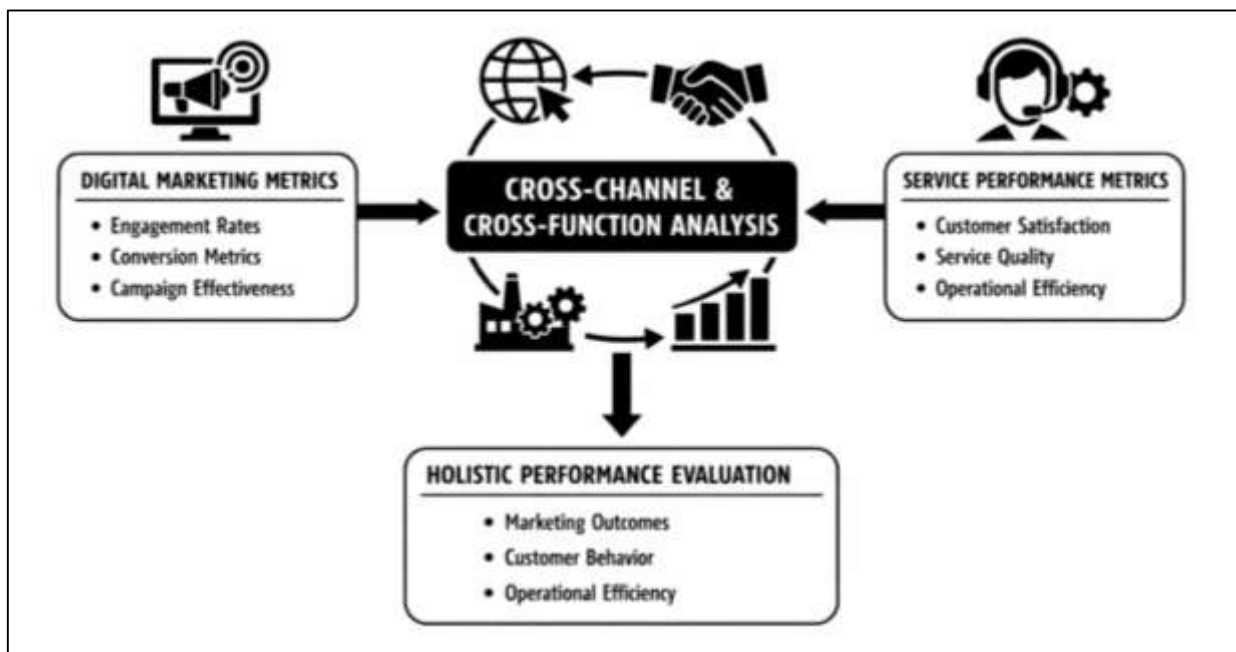 DIGITAL MARKETING METRICS
• Engagement Rates
• Conversion Metrics
• Campaign Effectiveness
CROSS-CHANNEL &
CROSS-FUNCTION ANALYSIS
SERVICE PERFORMANCE METRICS
• Customer Satisfaction
• Service Quality
• Operational Efficiency
HOLISTIC PERFORMANCE EVALUATION
• Marketing Outcomes
• Customer Behavior
• Operational Efficiency